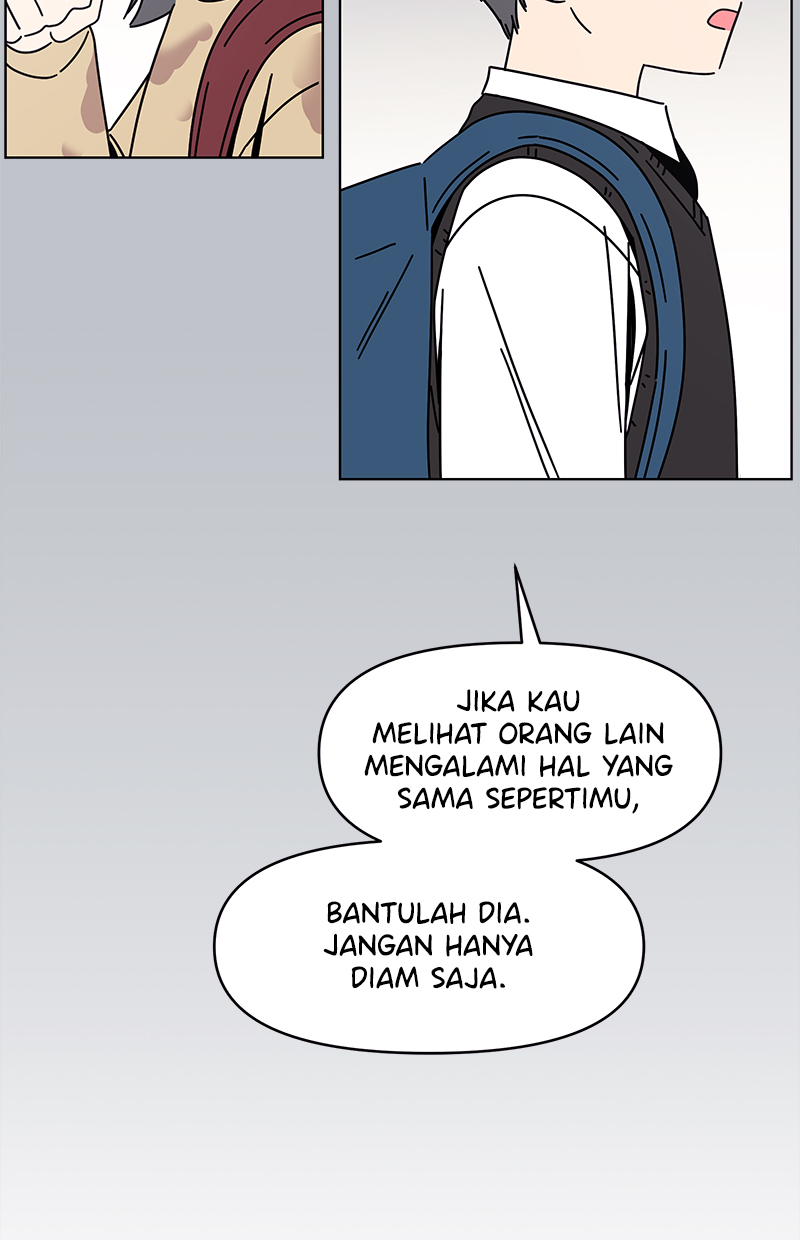 JIKA KAU
MELIHAT ORANG LAIN
MENGALAMI HAL YANG
SAMA SEPERTIMU,
BANTULAH DIA.
JANGAN HANYA
DIAM SAJA.